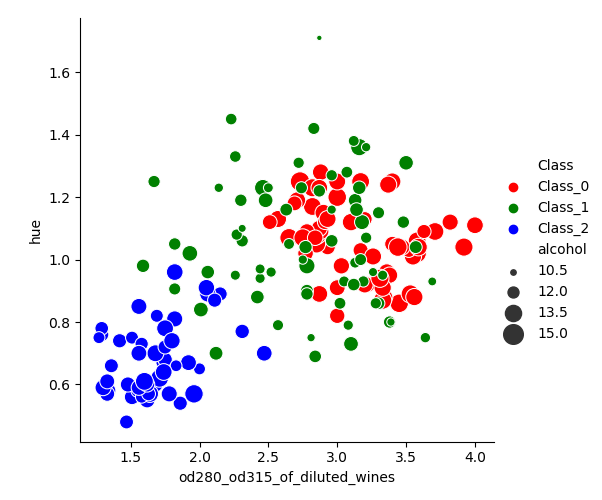 1.6
1.4
1.2
1.0
0.8
0.6
hue
1.5 2.0 2.5 3.0 3.5 4.0
od280_od315_of_diluted_wines
Class
Class_0
Class_1
Class_2
alcohol
10.5
12.0
13.5
15.0